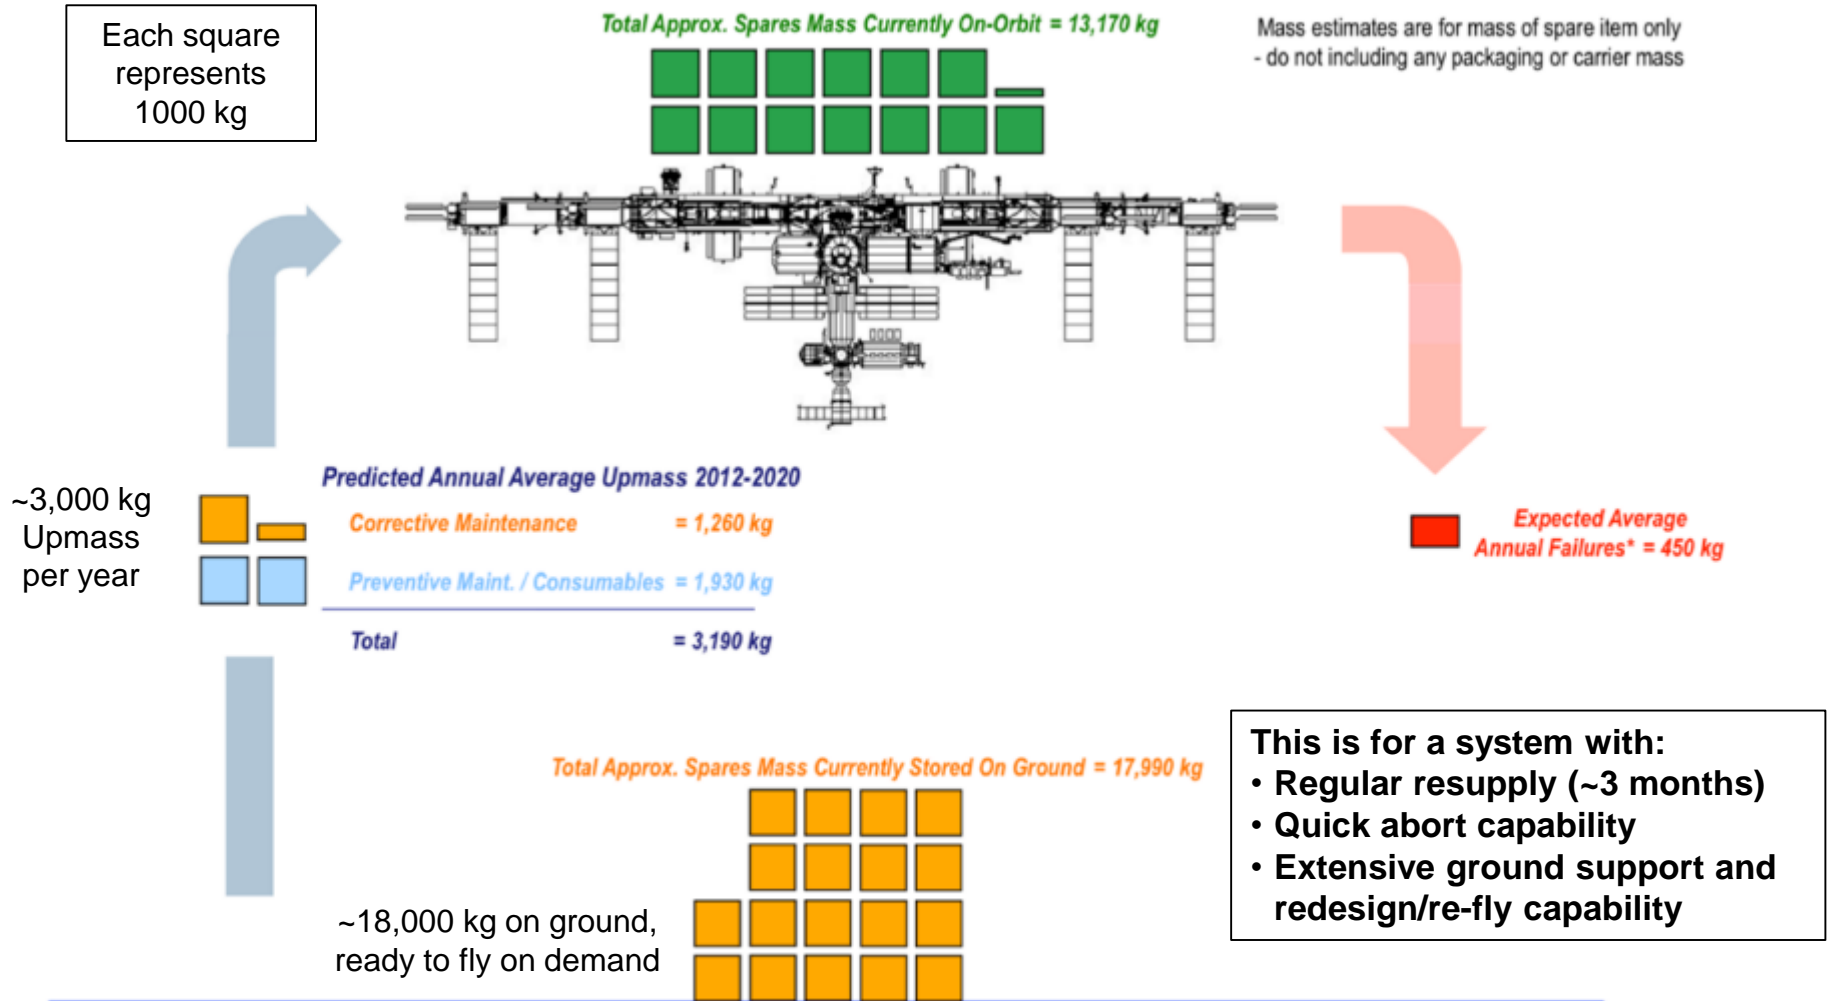 Each square
represents
1000 kg
Total Approx. Spares Mass Currently On-Orbit = 13,170 kg
Mass estimates are for mass of spare item only
- do not including any packaging or carrier mass
~3,000 kg
Upmass
per year
Predicted Annual Average Upmass 2012-2020
Corrective Maintenance = 1,260 kg
Preventive Maint. / Consumables = 1,930 kg
Total = 3,190 kg
Expected Average
Annual Failures* = 450 kg
Total Approx. Spares Mass Currently Stored On Ground = 17,990 kg
~18,000 kg on ground,
ready to fly on demand
This is for a system with:
• Regular resupply (~3 months)
• Quick abort capability
• Extensive ground support and
redesign/re-fly capability